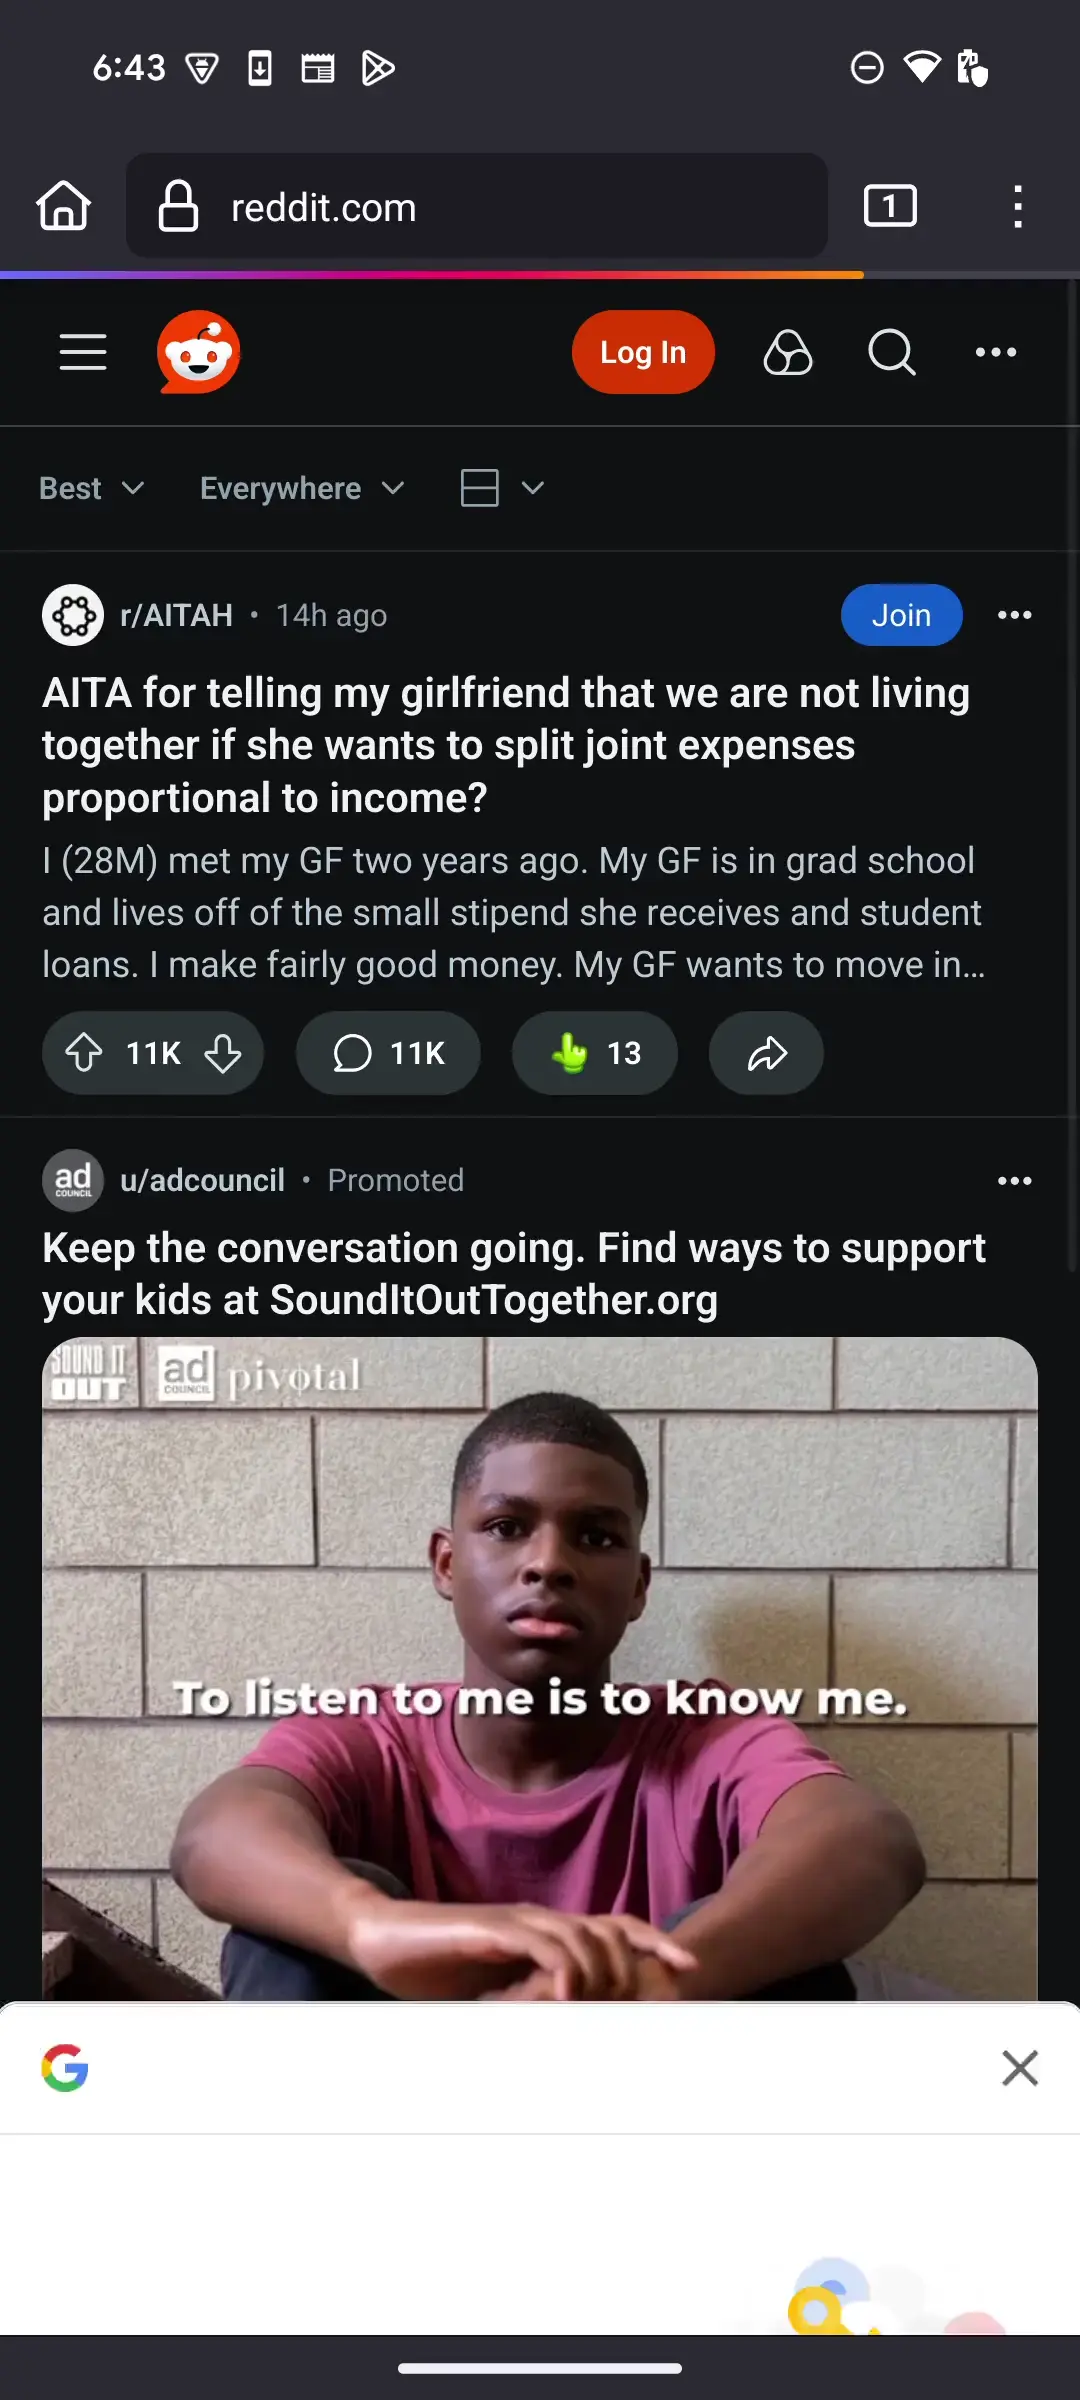 6:43
reddit.com
1
Log In
Best
Everywhere
r/AITAH • 14h ago
Join
AITA for telling my girlfriend that we are not living
together if she wants to split joint expenses
proportional to income?
I (28M) met my GF two years ago. My GF is in grad school
and lives off of the small stipend she receives and student
loans. I make fairly good money. My GF wants to move in...
11K
11K
13
ad
COUNCIL
u/adcouncil • Promoted
Keep the conversation going. Find ways to support
your kids at SoundItOutTogether.org
SOUND IT
OUT
ad
COUNCIL
pivotal
To listen to me is to know me.
G